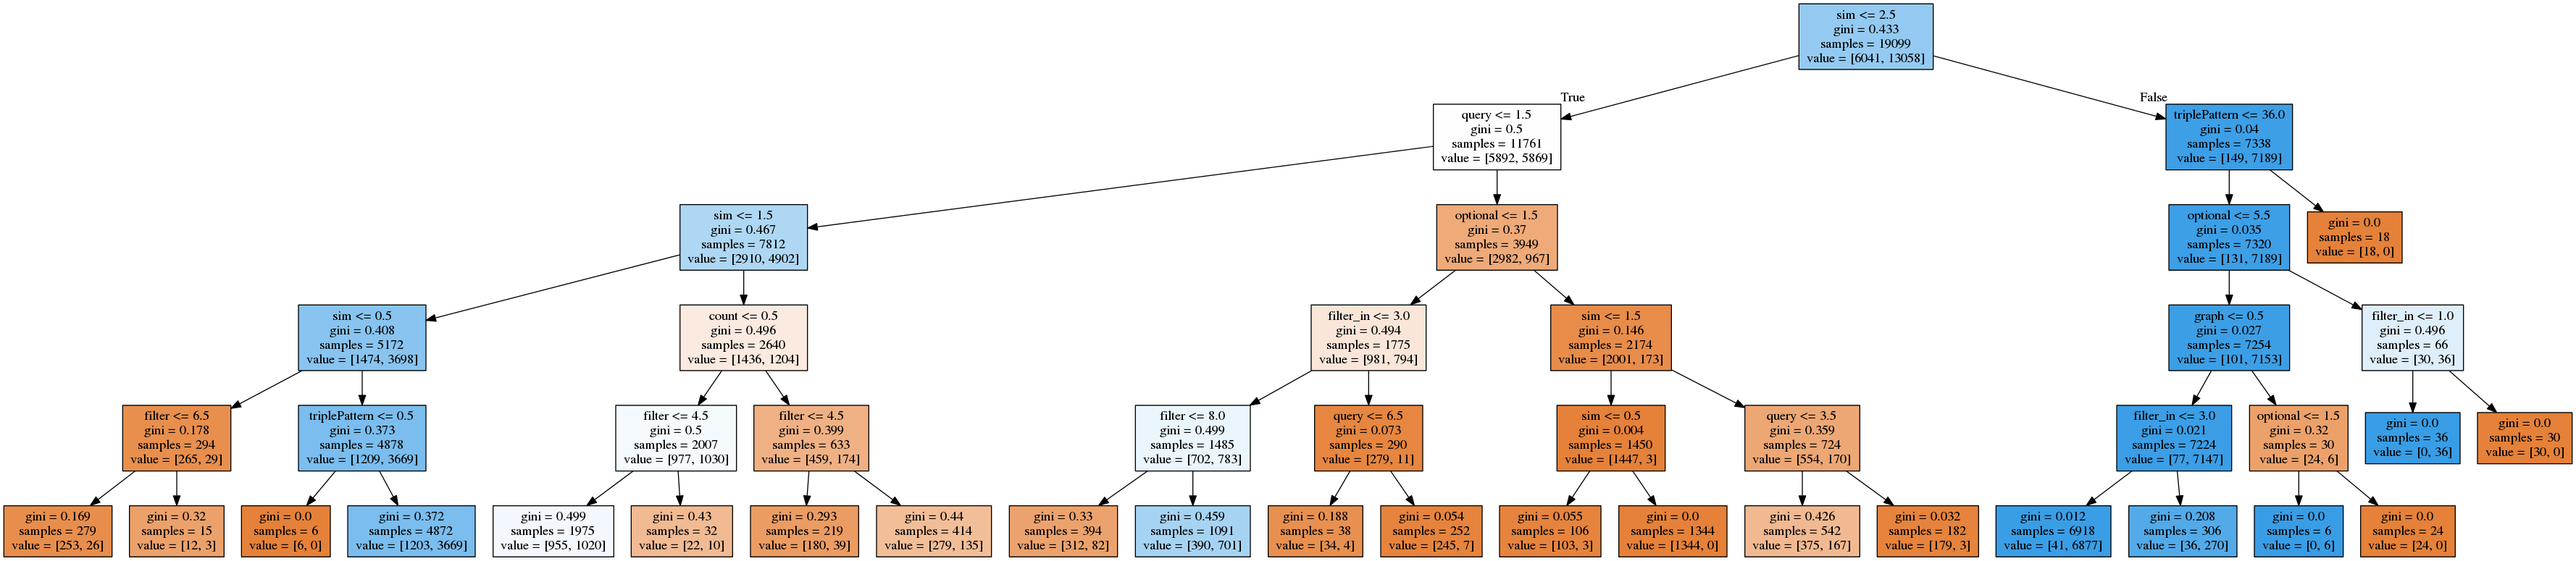 sim <= 2.5
gini = 0.433
samples = 19099
value = [6041, 13058]
True
False
query <= 1.5
gini = 0.5
samples = 11761
value = [5892, 5869]
triplePattern <= 36.0
gini = 0.04
samples = 7338
value = [149, 7189]
sim <= 1.5
gini = 0.467
samples = 7812
value = [2910, 4902]
optional <= 1.5
gini = 0.37
samples = 3949
value = [2982, 967]
optional <= 5.5
gini = 0.035
samples = 7320
value = [131, 7189]
gini = 0.0
samples = 18
value = [18, 0]
sim <= 0.5
gini = 0.408
samples = 5172
value = [1474, 3698]
count <= 0.5
gini = 0.496
samples = 2640
value = [1436, 1204]
filter_in <= 3.0
gini = 0.494
samples = 1775
value = [981, 794]
sim <= 1.5
gini = 0.146
samples = 2174
value = [2001, 173]
graph <= 0.5
gini = 0.027
samples = 7254
value = [101, 7153]
filter_in <= 1.0
gini = 0.496
samples = 66
value = [30, 36]
filter <= 6.5
gini = 0.178
samples = 294
value = [265, 29]
triplePattern <= 0.5
gini = 0.373
samples = 4878
value = [1209, 3669]
filter <= 4.5
gini = 0.5
samples = 2007
value = [977, 1030]
filter <= 4.5
gini = 0.399
samples = 633
value = [459, 174]
filter <= 8.0
gini = 0.499
samples = 1485
value = [702, 783]
query <= 6.5
gini = 0.073
samples = 290
value = [279, 11]
sim <= 0.5
gini = 0.004
samples = 1450
value = [1447, 3]
query <= 3.5
gini = 0.359
samples = 724
value = [554, 170]
filter_in <= 3.0
gini = 0.021
samples = 7224
value = [77, 7147]
optional <= 1.5
gini = 0.32
samples = 30
value = [24, 6]
gini = 0.0
samples = 36
value = [0, 36]
gini = 0.0
samples = 30
value = [30, 0]
gini = 0.169
samples = 279
value = [253, 26]
gini = 0.32
samples = 15
value = [12, 3]
gini = 0.0
samples = 6
value = [6, 0]
gini = 0.372
samples = 4872
value = [1203, 3669]
gini = 0.499
samples = 1975
value = [955, 1020]
gini = 0.43
samples = 32
value = [22, 10]
gini = 0.293
samples = 219
value = [180, 39]
gini = 0.44
samples = 414
value = [279, 135]
gini = 0.33
samples = 394
value = [312, 82]
gini = 0.459
samples = 1091
value = [390, 701]
gini = 0.188
samples = 38
value = [34, 4]
gini = 0.054
samples = 252
value = [245, 7]
gini = 0.055
samples = 106
value = [103, 3]
gini = 0.0
samples = 1344
value = [1344, 0]
gini = 0.426
samples = 542
value = [375, 167]
gini = 0.032
samples = 182
value = [179, 3]
gini = 0.012
samples = 6918
value = [41, 6877]
gini = 0.208
samples = 306
value = [36, 270]
gini = 0.0
samples = 6
value = [0, 6]
gini = 0.0
samples = 24
value = [24, 0]